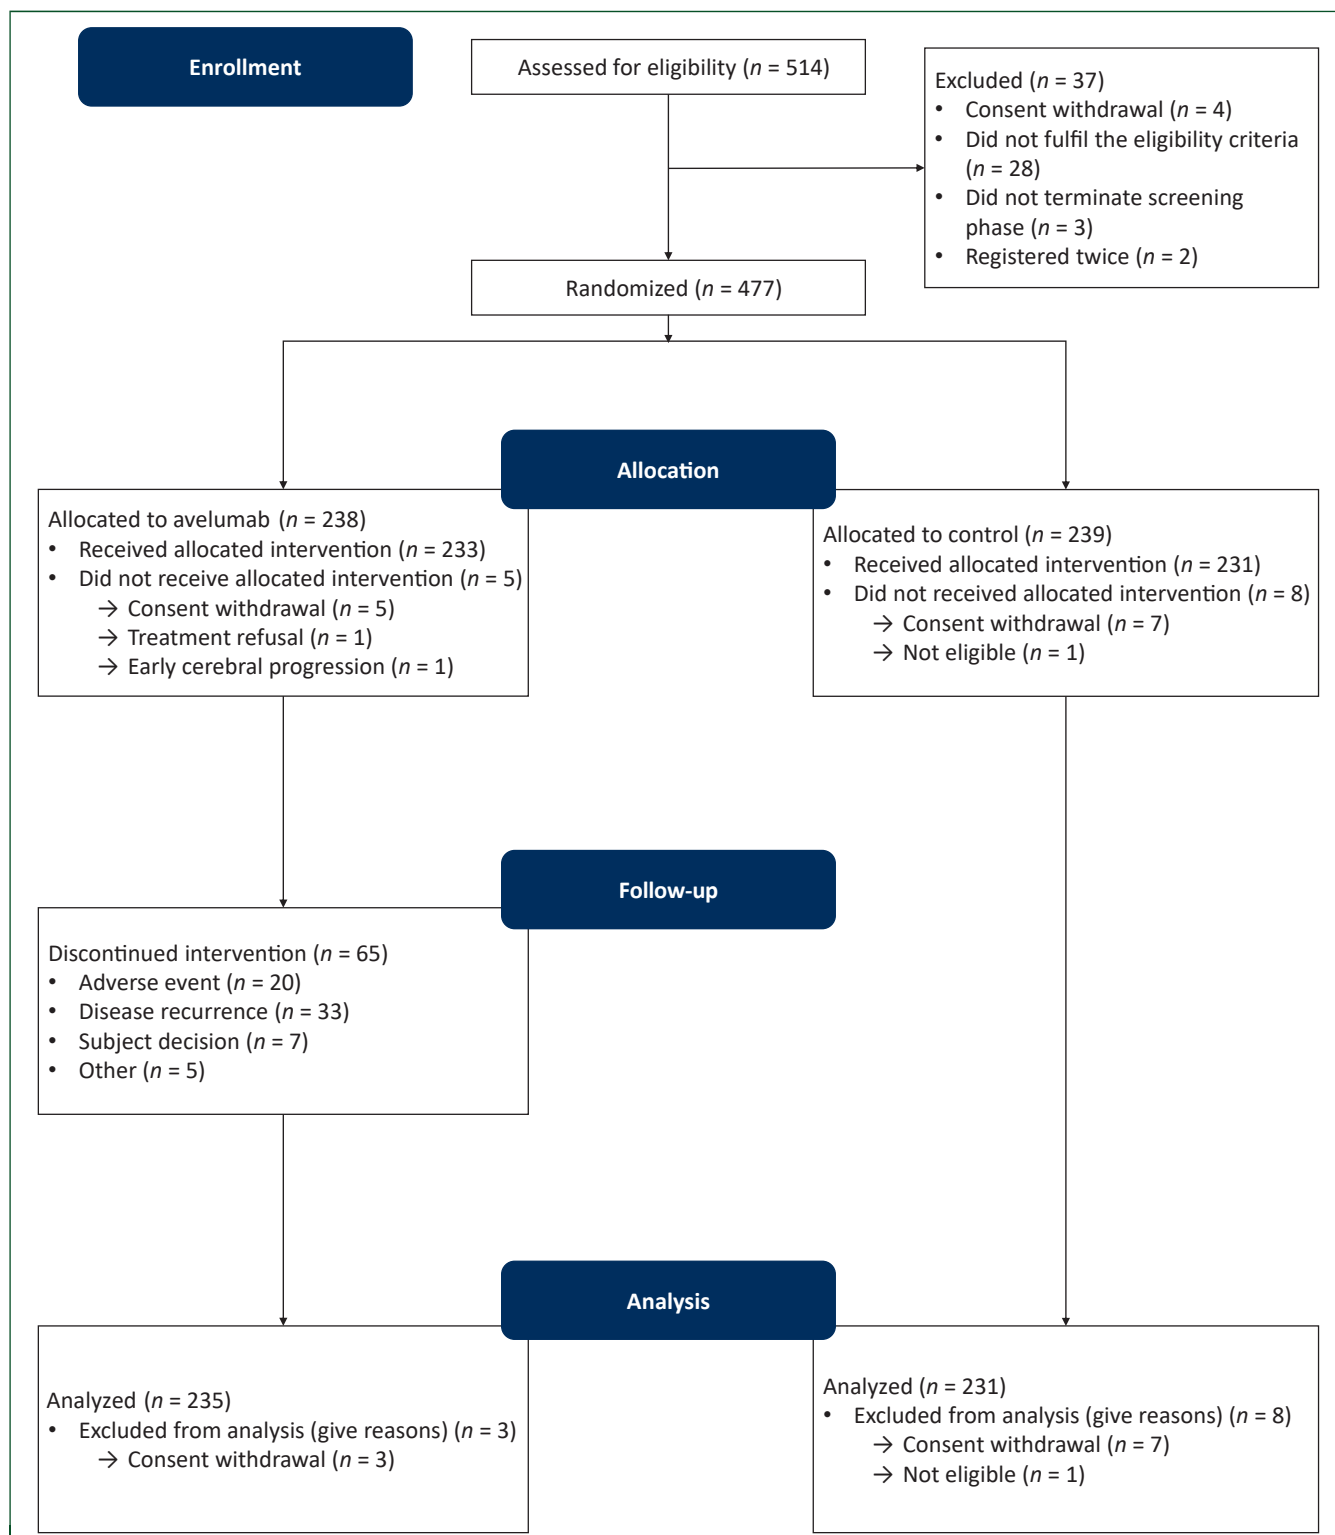 Enrollment
Assessed for eligibility (n = 514)
Excluded (n = 37)
• Consent withdrawal (n = 4)
• Did not fulfil the eligibility criteria
(n = 28)
• Did not terminate screening
phase (n = 3)
• Registered twice (n = 2)
Randomized (n = 477)
Allocation
Allocated to avelumab (n = 238)
• Received allocated intervention (n = 233)
• Did not receive allocated intervention (n = 5)
→ Consent withdrawal (n = 5)
→ Treatment refusal (n = 1)
→ Early cerebral progression (n = 1)
Allocated to control (n = 239)
• Received allocated intervention (n = 231)
• Did not received allocated intervention (n = 8)
→ Consent withdrawal (n = 7)
→ Not eligible (n = 1)
Follow-up
Discontinued intervention (n = 65)
• Adverse event (n = 20)
• Disease recurrence (n = 33)
• Subject decision (n = 7)
• Other (n = 5)
Analysis
Analyzed (n = 235)
• Excluded from analysis (give reasons) (n = 3)
→ Consent withdrawal (n = 3)
Analyzed (n = 231)
• Excluded from analysis (give reasons) (n = 8)
→ Consent withdrawal (n = 7)
→ Not eligible (n = 1)